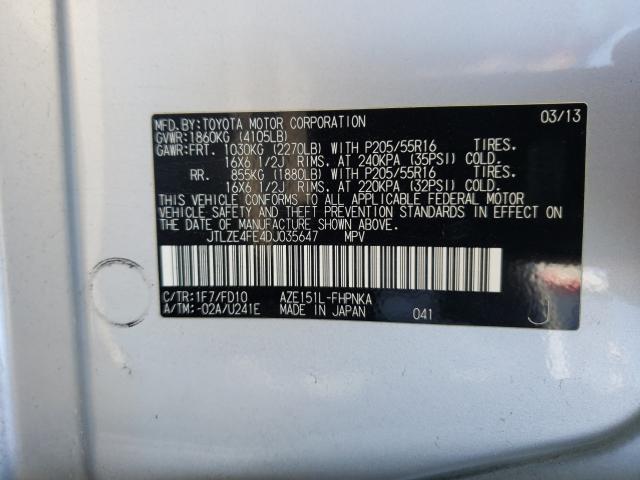 MFD.BY:TOYOTA MOTOR CORPORATION 03/13
GVWR:1860KG (4105LB)
GAWR:FRT. 1030KG (2270LB) WITH P205/55R16 TIRES.
16X6 1/2J RIMS. AT 240KPA (35PSI) COLD.
RR. 855KG (1880LB) WITH P205/55R16 TIRES.
16X6 1/2J RIMS. AT 220KPA (32PSI) COLD.
THIS VEHICLE CONFORMS TO ALL APPLICABLE FEDERAL MOTOR
VEHICLE SAFETY AND THEFT PREVENTION STANDARDS IN EFFECT ON
THE DATE OF MANUFACTURE SHOWN ABOVE.
JTLZE4FE4DJ035647 MPV
C/TR:1F7/FD10 AZE151L-FHPNKA
A/TM:-02A/U241E MADE IN JAPAN 041 J